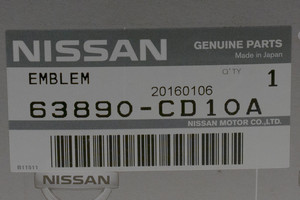 NISSAN
GENUINE PARTS
Made in Japan
EMBLEM
Q'TY
1
20160106
63890-CD10A
NISSAN MOTOR CO.,LTD.
NISSAN